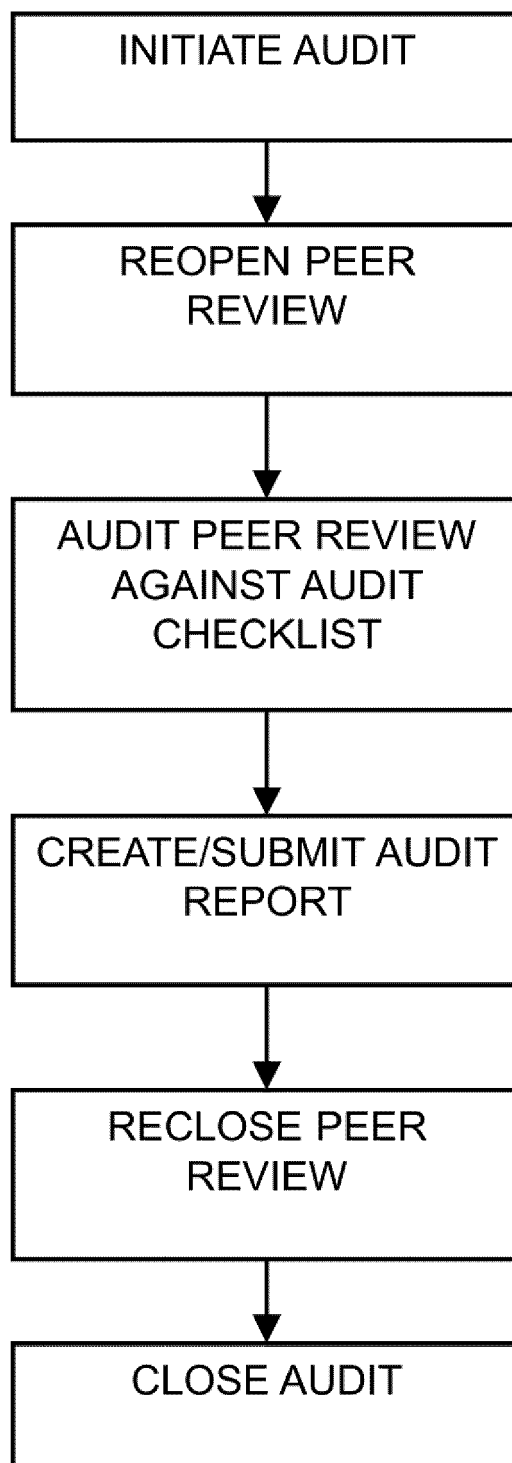 INITIATE AUDIT
REOPEN PEER
REVIEW
AUDIT PEER REVIEW
AGAINST AUDIT
CHECKLIST
CREATE/SUBMIT AUDIT
REPORT
RECLOSE PEER
REVIEW
CLOSE AUDIT